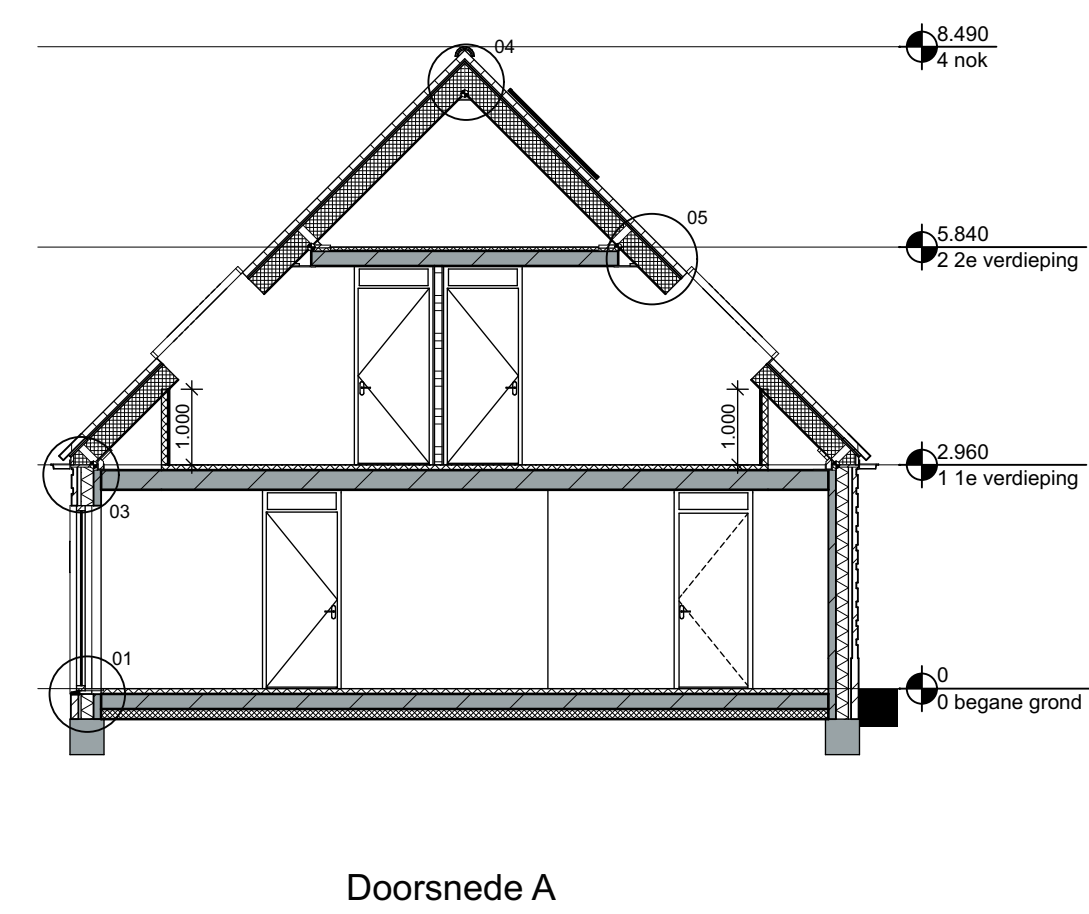 04
8.490
4 nok
05
5.840
2 2e verdieping
1.000
1.000
2.960
1 1e verdieping
03
01
0
0 begane grond
Doorsnede A